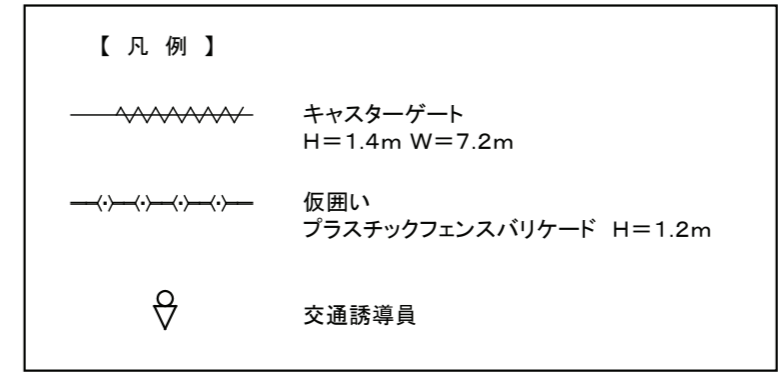 【 凡 例 】
キャスターゲート
H＝1.4m W＝7.2m
仮囲い
プラスチックフェンスバリケード H＝1.2m
交通誘導員